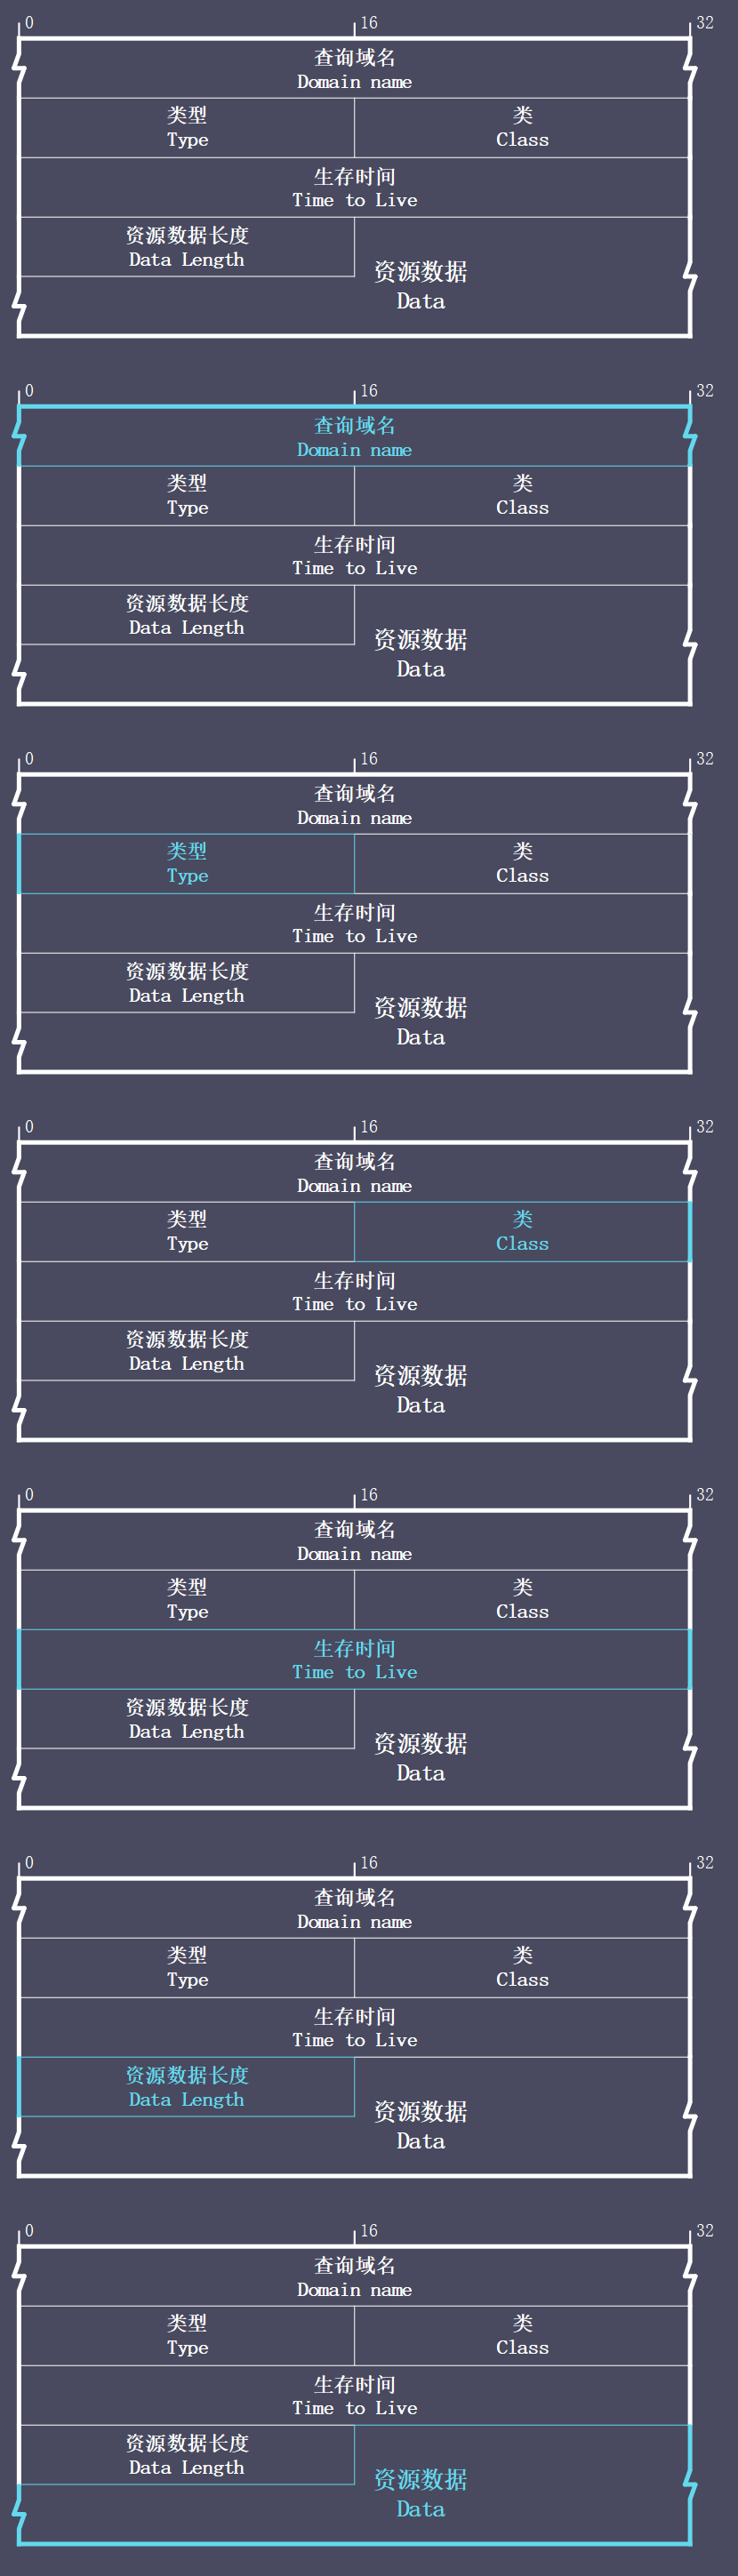 0 16 32
查询域名
Domain name
类型 类
Type Class
生存时间
Time to Live
资源数据长度
Data Length
资源数据
Data
0 16 32
查询域名
Domain name
类型 类
Type Class
生存时间
Time to Live
资源数据长度
Data Length
资源数据
Data
0 16 32
查询域名
Domain name
类型 类
Type Class
生存时间
Time to Live
资源数据长度
Data Length
资源数据
Data
0 16 32
查询域名
Domain name
类型 类
Type Class
生存时间
Time to Live
资源数据长度
Data Length
资源数据
Data
0 16 32
查询域名
Domain name
类型 类
Type Class
生存时间
Time to Live
资源数据长度
Data Length
资源数据
Data
0 16 32
查询域名
Domain name
类型 类
Type Class
生存时间
Time to Live
资源数据长度
Data Length
资源数据
Data
0 16 32
查询域名
Domain name
类型 类
Type Class
生存时间
Time to Live
资源数据长度
Data Length
资源数据
Data